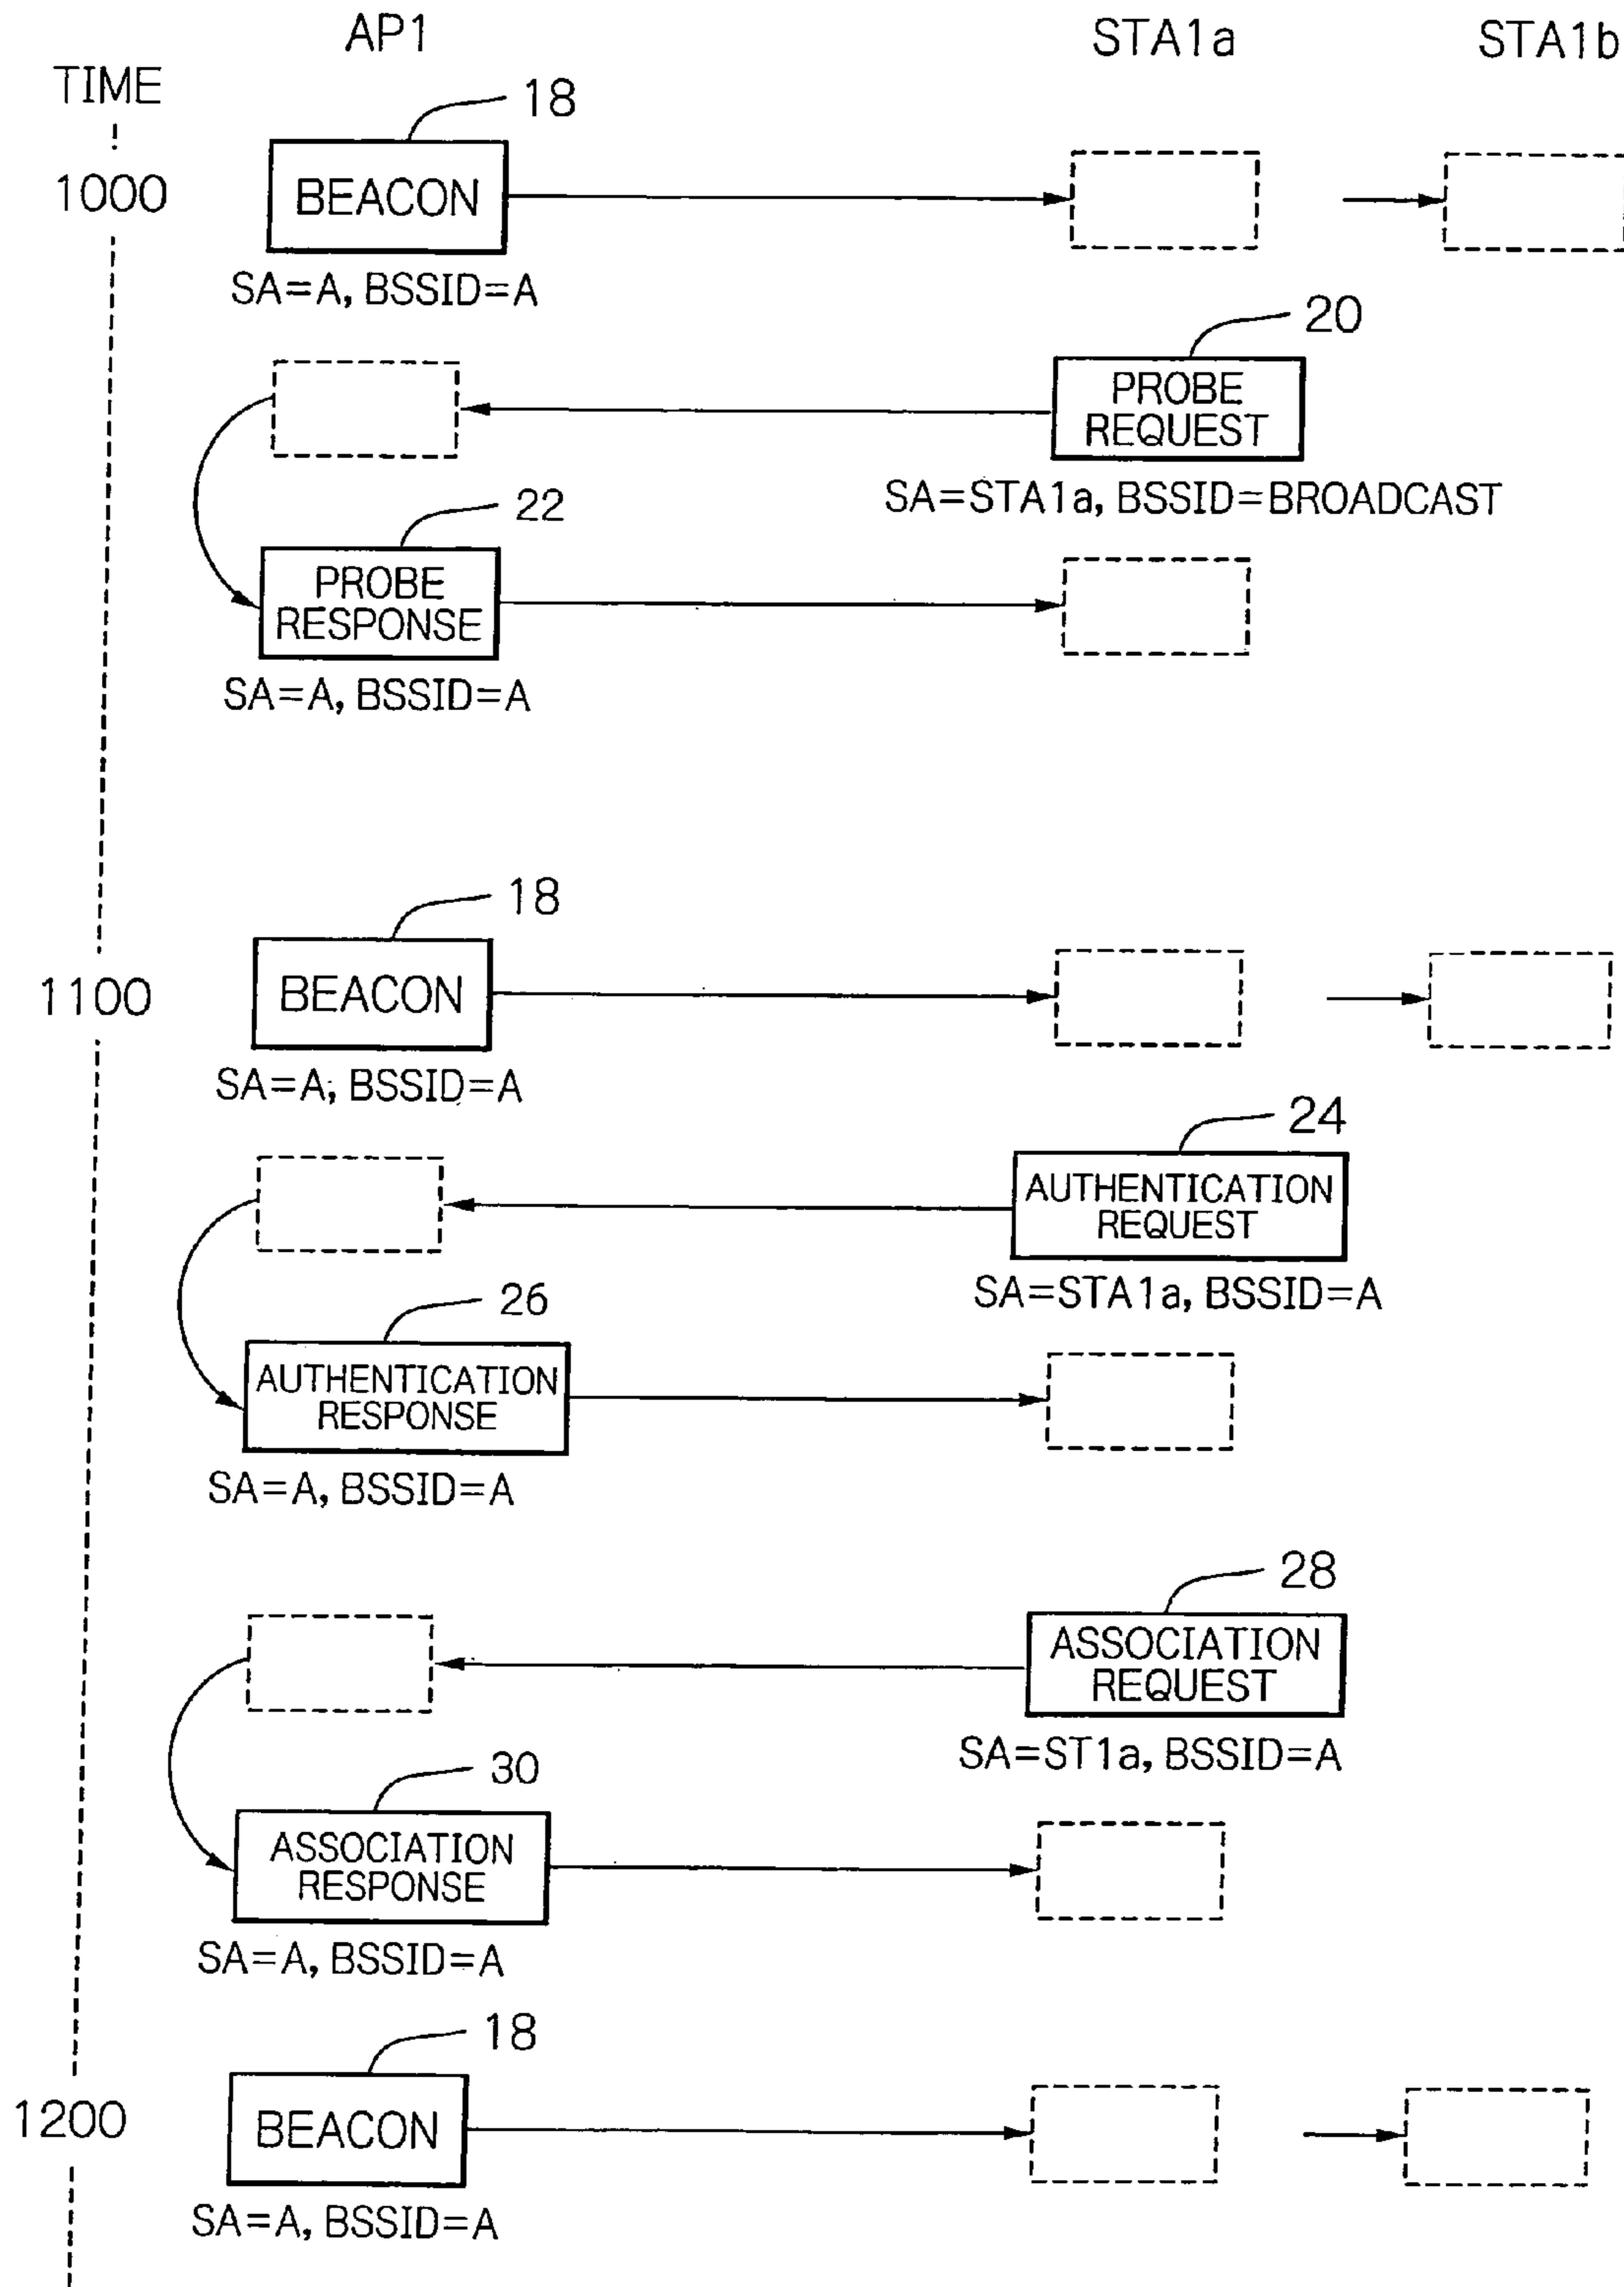 AP1
STA1a
STA1b
TIME
18
1000
BEACON
SA=A, BSSID=A
20
PROBE
REQUEST
SA=STA1a, BSSID=BROADCAST
22
PROBE
RESPONSE
SA=A, BSSID=A
18
1100
BEACON
SA=A, BSSID=A
24
AUTHENTICATION
REQUEST
SA=STA1a, BSSID=A
26
AUTHENTICATION
RESPONSE
SA=A, BSSID=A
28
ASSOCIATION
REQUEST
SA=ST1a, BSSID=A
30
ASSOCIATION
RESPONSE
SA=A, BSSID=A
18
1200
BEACON
SA=A, BSSID=A